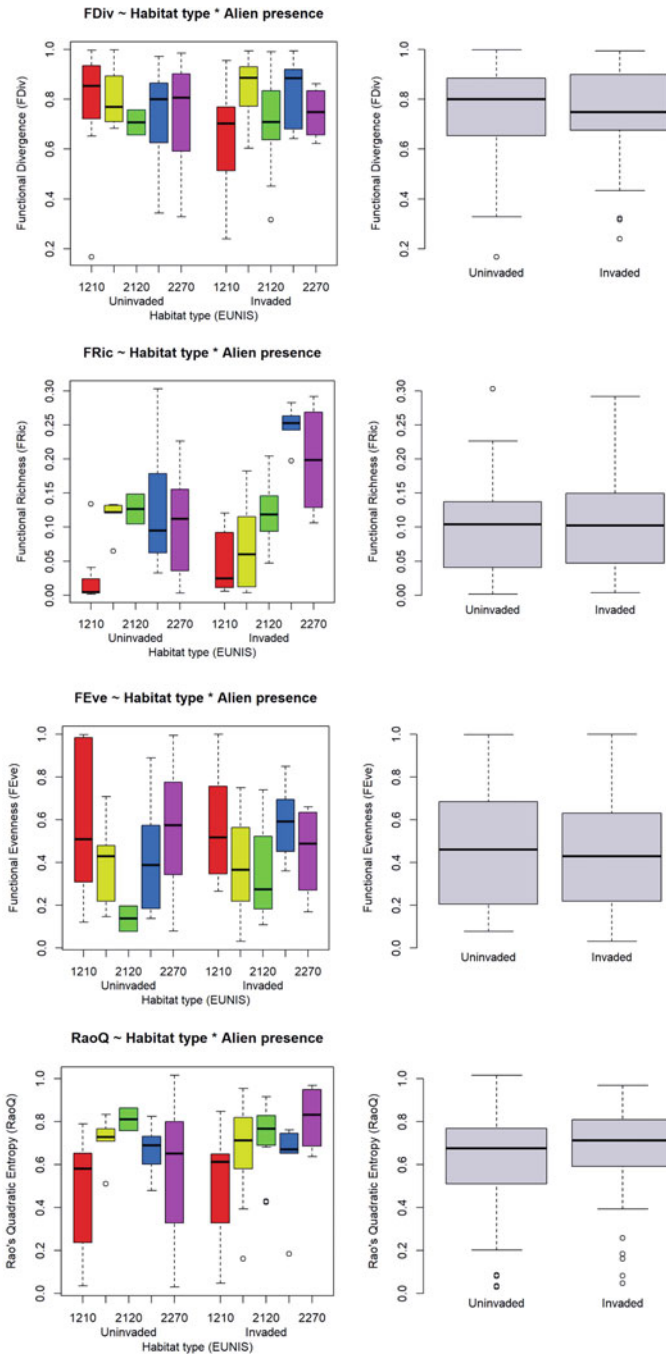 FDiv ~ Habitat type * Alien presence
Functional Divergence (FDiv)
1.0
0.8
0.6
0.4
0.2
1210 2120 2270 1210 2120 2270
Uninvaded Invaded
Habitat type (EUNIS)
Functional Divergence (FDiv)
1.0
0.8
0.6
0.4
0.2
Uninvaded Invaded
FRic ~ Habitat type * Alien presence
Functional Richness (FRic)
0.30
0.25
0.20
0.15
0.10
0.05
0.00
1210 2120 2270 1210 2120 2270
Uninvaded Invaded
Habitat type (EUNIS)
Functional Richness (FRic)
0.30
0.25
0.20
0.15
0.10
0.05
0.00
Uninvaded Invaded
FEve ~ Habitat type * Alien presence
Functional Evenness (FEve)
1.0
0.8
0.6
0.4
0.2
0.0
1210 2120 2270 1210 2120 2270
Uninvaded Invaded
Habitat type (EUNIS)
Functional Evenness (FEve)
1.0
0.8
0.6
0.4
0.2
0.0
Uninvaded Invaded
RaoQ ~ Habitat type * Alien presence
Rao's Quadratic Entropy (RaoQ)
1.0
0.8
0.6
0.4
0.2
0.0
1210 2120 2270 1210 2120 2270
Uninvaded Invaded
Habitat type (EUNIS)
Rao's Quadratic Entropy (RaoQ)
1.0
0.8
0.6
0.4
0.2
0.0
Uninvaded Invaded